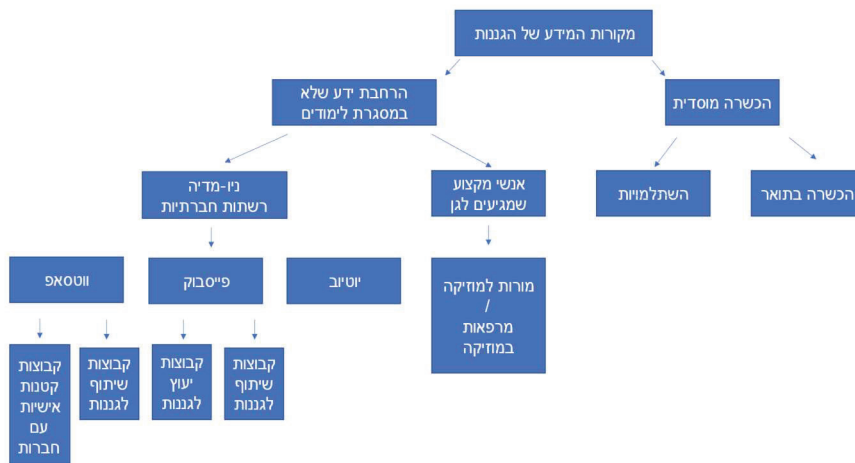 מקורות המידע של הגננות
הכשרה מוסדית
הרחבת ידע שלא
במסגרת לימודים
הכשרה בתואר
השתלמויות
אנשי מקצוע
שמגיעים לגן
ניו-מדיה
רשתות חברתיות
מורות למוזיקה
/
מרפאות
במוזיקה
יוטיוב
פייסבוק
ווטסאפ
קבוצות
שיתוף
לגננות
קבוצות
יעוץ
לגננות
קבוצות
שיתוף
לגננות
קבוצות
קטנות
אישיות
עם
חברות